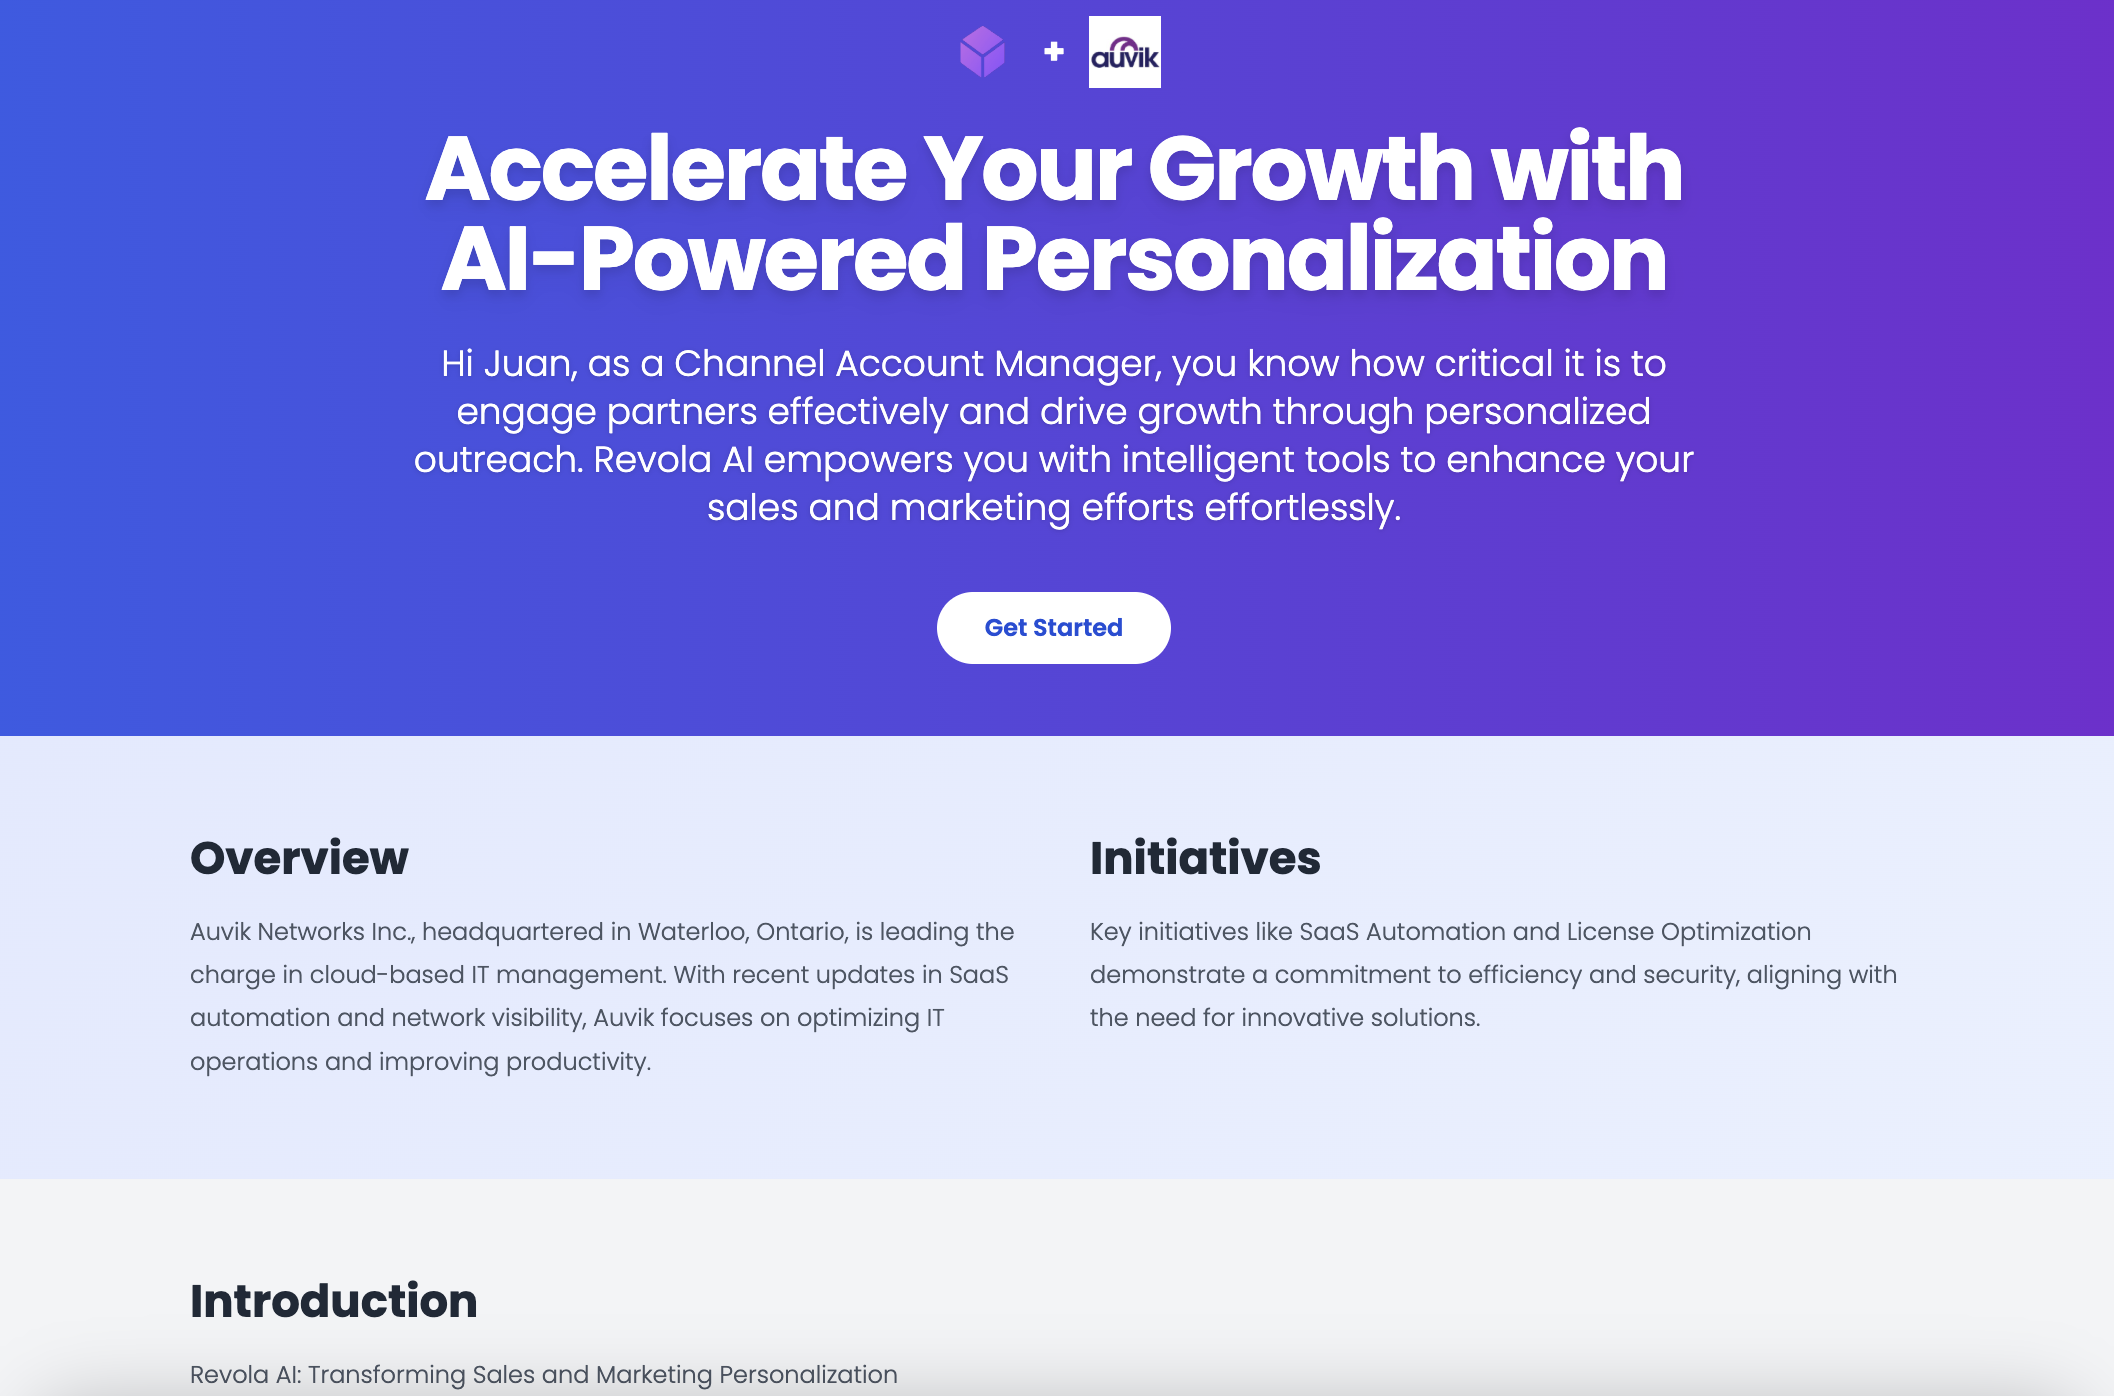 + auvik
Accelerate Your Growth with
AI-Powered Personalization
Hi Juan, as a Channel Account Manager, you know how critical it is to
engage partners effectively and drive growth through personalized
outreach. Revola AI empowers you with intelligent tools to enhance your
sales and marketing efforts effortlessly.
Get Started
Overview
Auvik Networks Inc., headquartered in Waterloo, Ontario, is leading the
charge in cloud-based IT management. With recent updates in SaaS
automation and network visibility, Auvik focuses on optimizing IT
operations and improving productivity.
Initiatives
Key initiatives like SaaS Automation and License Optimization
demonstrate a commitment to efficiency and security, aligning with
the need for innovative solutions.
Introduction
Revola AI: Transforming Sales and Marketing Personalization